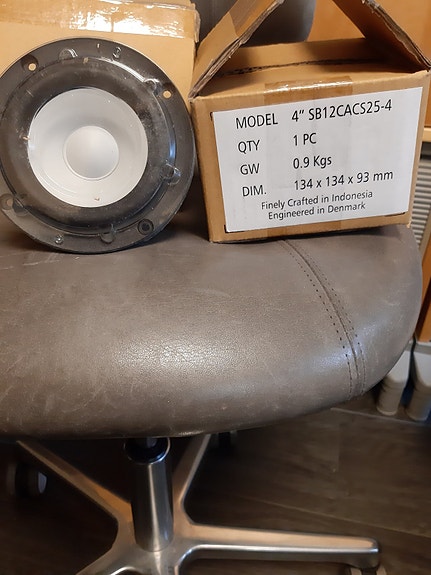 MODEL 4" SB12CACS25-4
QTY 1 PC
GW 0.9 Kgs
DIM. 134 x 134 x 93 mm
Finely Crafted in Indonesia
Engineered in Denmark